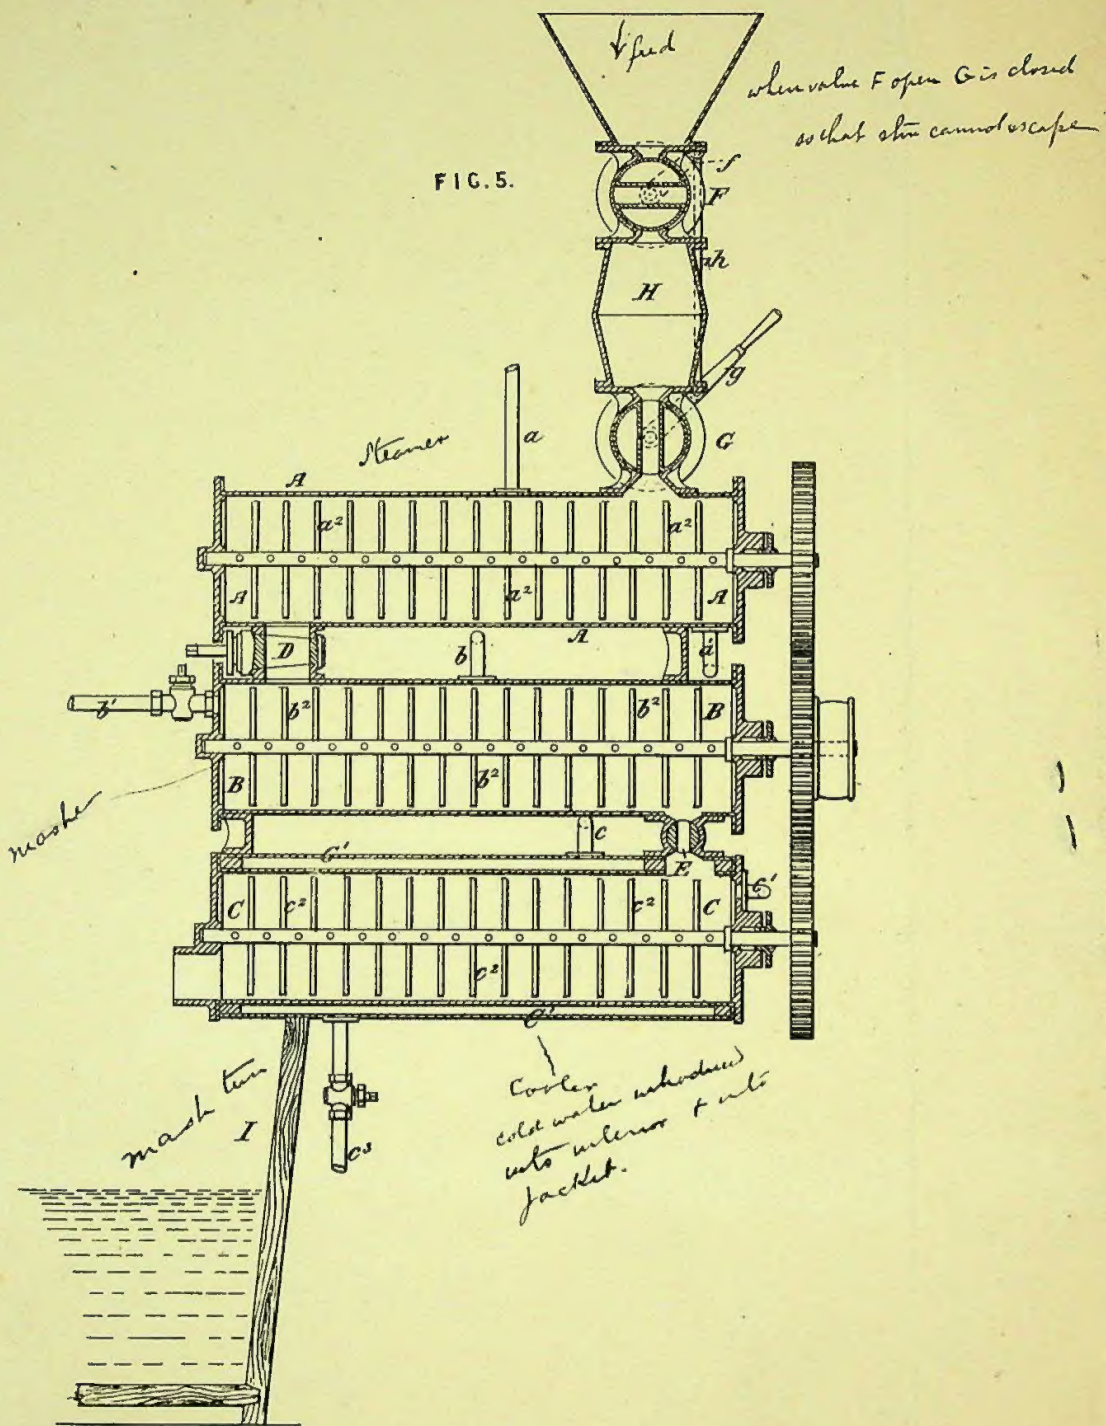 feed
when valve F open G is closed
so that stm cannot escape
FIG. 5.
f
F
h
H
g
G
a
Steamer
A
a² a²
A a² A
A
D b a'
b'
b² b² B
B b²
masher
c
C' E
c'
C c² c² C
c²
C'
mash tun
I
Cooler
cold water introduced
into interior & into
jacket.